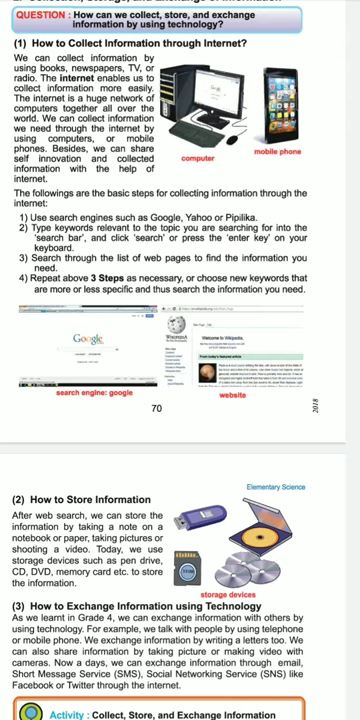 QUESTION : How can we collect, store, and exchange
information by using technology?
(1) How to Collect Information through Internet?
We can collect information by
using books, newspapers, TV, or
radio. The internet enables us to
collect information more easily.
The internet is a huge network of
computers together all over the
world. We can collect information
we need through the internet by
using computers, or mobile
phones. Besides, we can share
self innovation and collected
information with the help of
internet.
computer
mobile phone
The followings are the basic steps for collecting information through the
internet:
1) Use search engines such as Google, Yahoo or Pipilika.
2) Type keywords relevant to the topic you are searching for into the
'search bar', and click 'search' or press the 'enter key' on your
keyboard.
3) Search through the list of web pages to find the information you
need.
4) Repeat above 3 Steps as necessary, or choose new keywords that
are more or less specific and thus search the information you need.
Google
WIKIPEDIA
Welcome to Wikipedia
search engine: google
website
70
2018
Elementary Science
(2) How to Store Information
After web search, we can store the
information by taking a note on a
notebook or paper, taking pictures or
shooting a video. Today, we use
storage devices such as pen drive,
CD, DVD, memory card etc. to store
the information.
storage devices
(3) How to Exchange Information using Technology
As we learnt in Grade 4, we can exchange information with others by
using technology. For example, we talk with people by using telephone
or mobile phone. We exchange information by writing a letters too. We
can also share information by taking picture or making video with
cameras. Now a days, we can exchange information through email,
Short Message Service (SMS), Social Networking Service (SNS) like
Facebook or Twitter through the internet.
Activity : Collect, Store, and Exchange Information